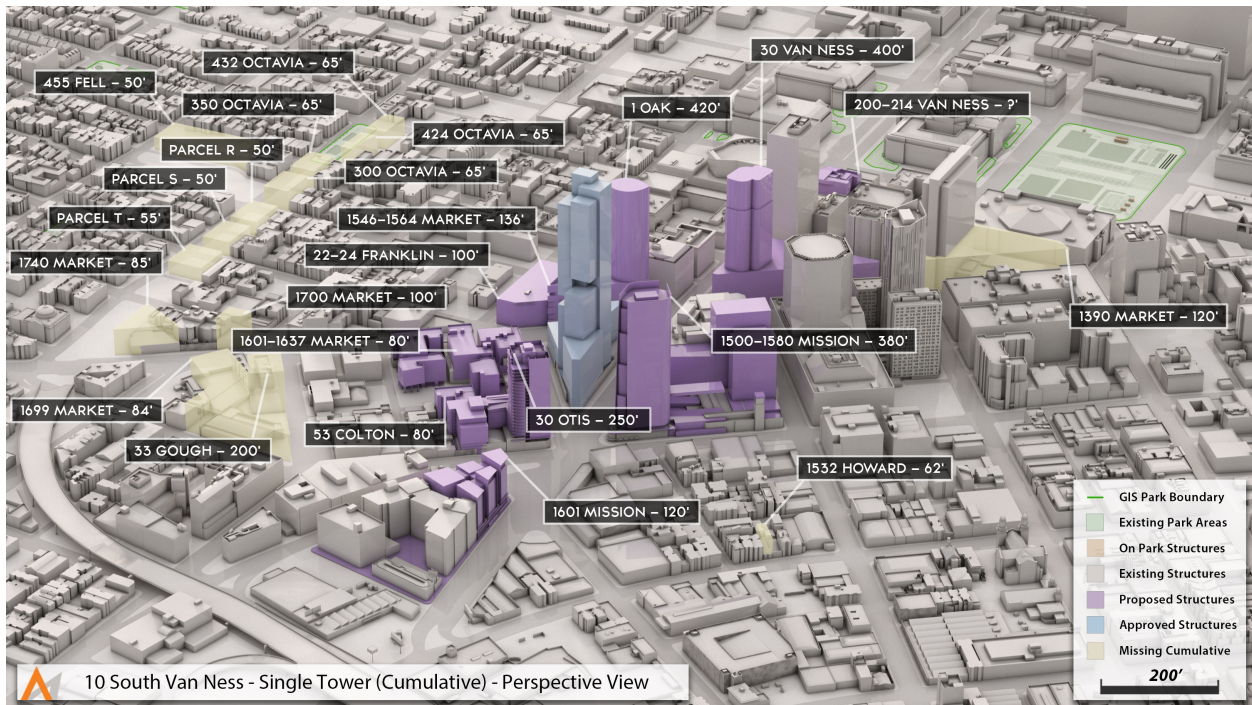 30 VAN NESS – 400'
432 OCTAVIA – 65'
455 FELL – 50'
350 OCTAVIA – 65'
1 OAK – 420'
200–214 VAN NESS – ?'
424 OCTAVIA – 65'
PARCEL R – 50'
300 OCTAVIA – 65'
PARCEL S – 50'
PARCEL T – 55'
1546–1564 MARKET – 136'
22–24 FRANKLIN – 100'
1740 MARKET – 85'
1700 MARKET – 100'
1390 MARKET – 120'
1601–1637 MARKET – 80'
1500–1580 MISSION – 380'
1699 MARKET – 84'
30 OTIS – 250'
53 COLTON – 80'
33 GOUGH – 200'
1532 HOWARD – 62'
1601 MISSION – 120'
GIS Park Boundary
Existing Park Areas
On Park Structures
Existing Structures
Proposed Structures
Approved Structures
Missing Cumulative
200'
10 South Van Ness - Single Tower (Cumulative) - Perspective View